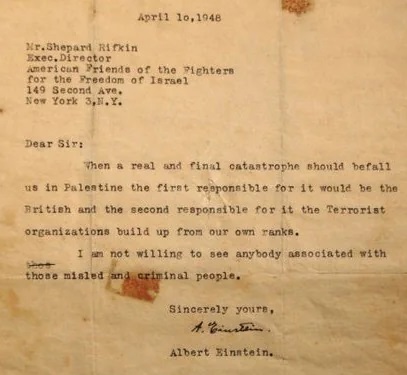 April 10,1948
Mr.Shepard Rifkin
Exec.Director
American Friends of the Fighters
for the Freedom of Israel
149 Second Ave.
New York 3,N.Y.
Dear Sir:
When a real and final catastrophe should befall
us in Palestine the first responsible for it would be the
British and the second responsible for it the Terrorist
organizations build up from our own ranks.
I am not willing to see anybody associated with
those misled and criminal people.
Sincerely yours,
A. Einstein.
Albert Einstein.